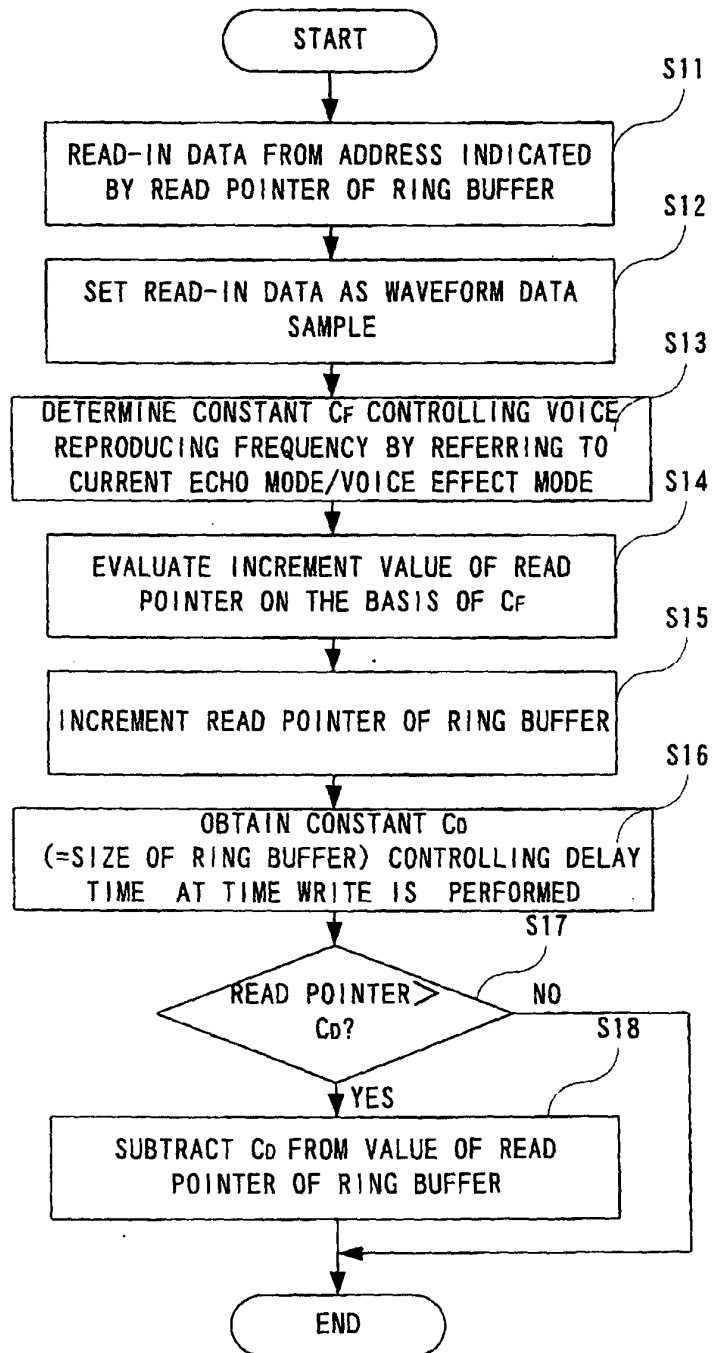 START
S11
READ-IN DATA FROM ADDRESS INDICATED
BY READ POINTER OF RING BUFFER
S12
SET READ-IN DATA AS WAVEFORM DATA
SAMPLE
S13
DETERMINE CONSTANT CF CONTROLLING VOICE
REPRODUCING FREQUENCY BY REFERRING TO
CURRENT ECHO MODE/VOICE EFFECT MODE
S14
EVALUATE INCREMENT VALUE OF READ
POINTER ON THE BASIS OF CF
S15
INCREMENT READ POINTER OF RING BUFFER
S16
OBTAIN CONSTANT CD
(=SIZE OF RING BUFFER) CONTROLLING DELAY
TIME AT TIME WRITE IS PERFORMED
S17
READ POINTER>
CD?
NO
S18
YES
SUBTRACT CD FROM VALUE OF READ
POINTER OF RING BUFFER
END